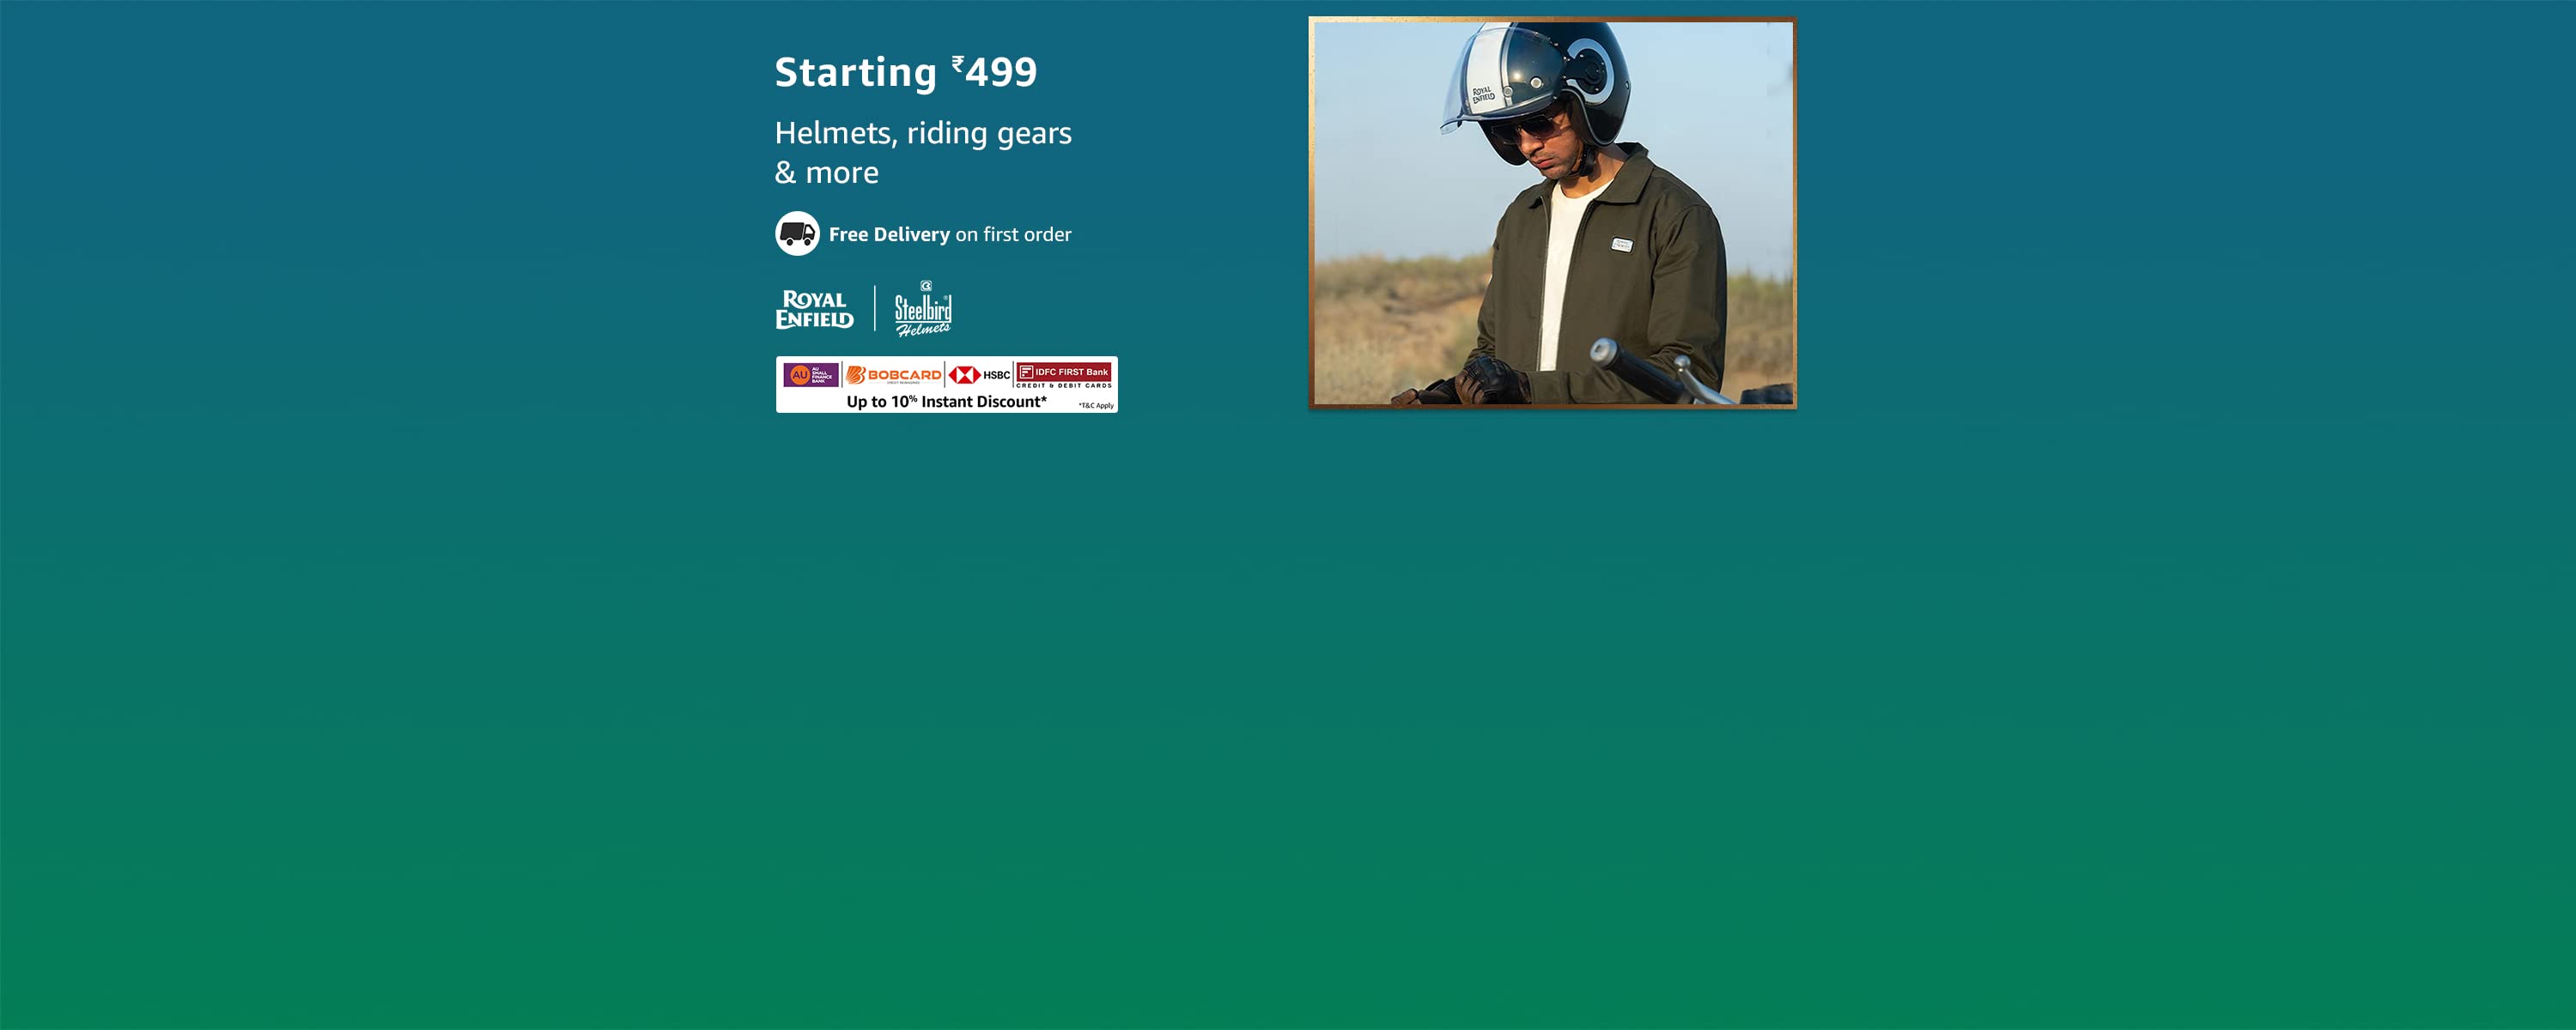 Starting ₹499
Helmets, riding gears
& more
Free Delivery on first order
ROYAL
ENFIELD
Steelbird
Helmets
AU
AU
SMALL
FINANCE
BANK
BOBCARD
HSBC
IDFC FIRST Bank
CREDIT & DEBIT CARDS
Up to 10% Instant Discount*
*T&C Apply
ROYAL
ENFIELD